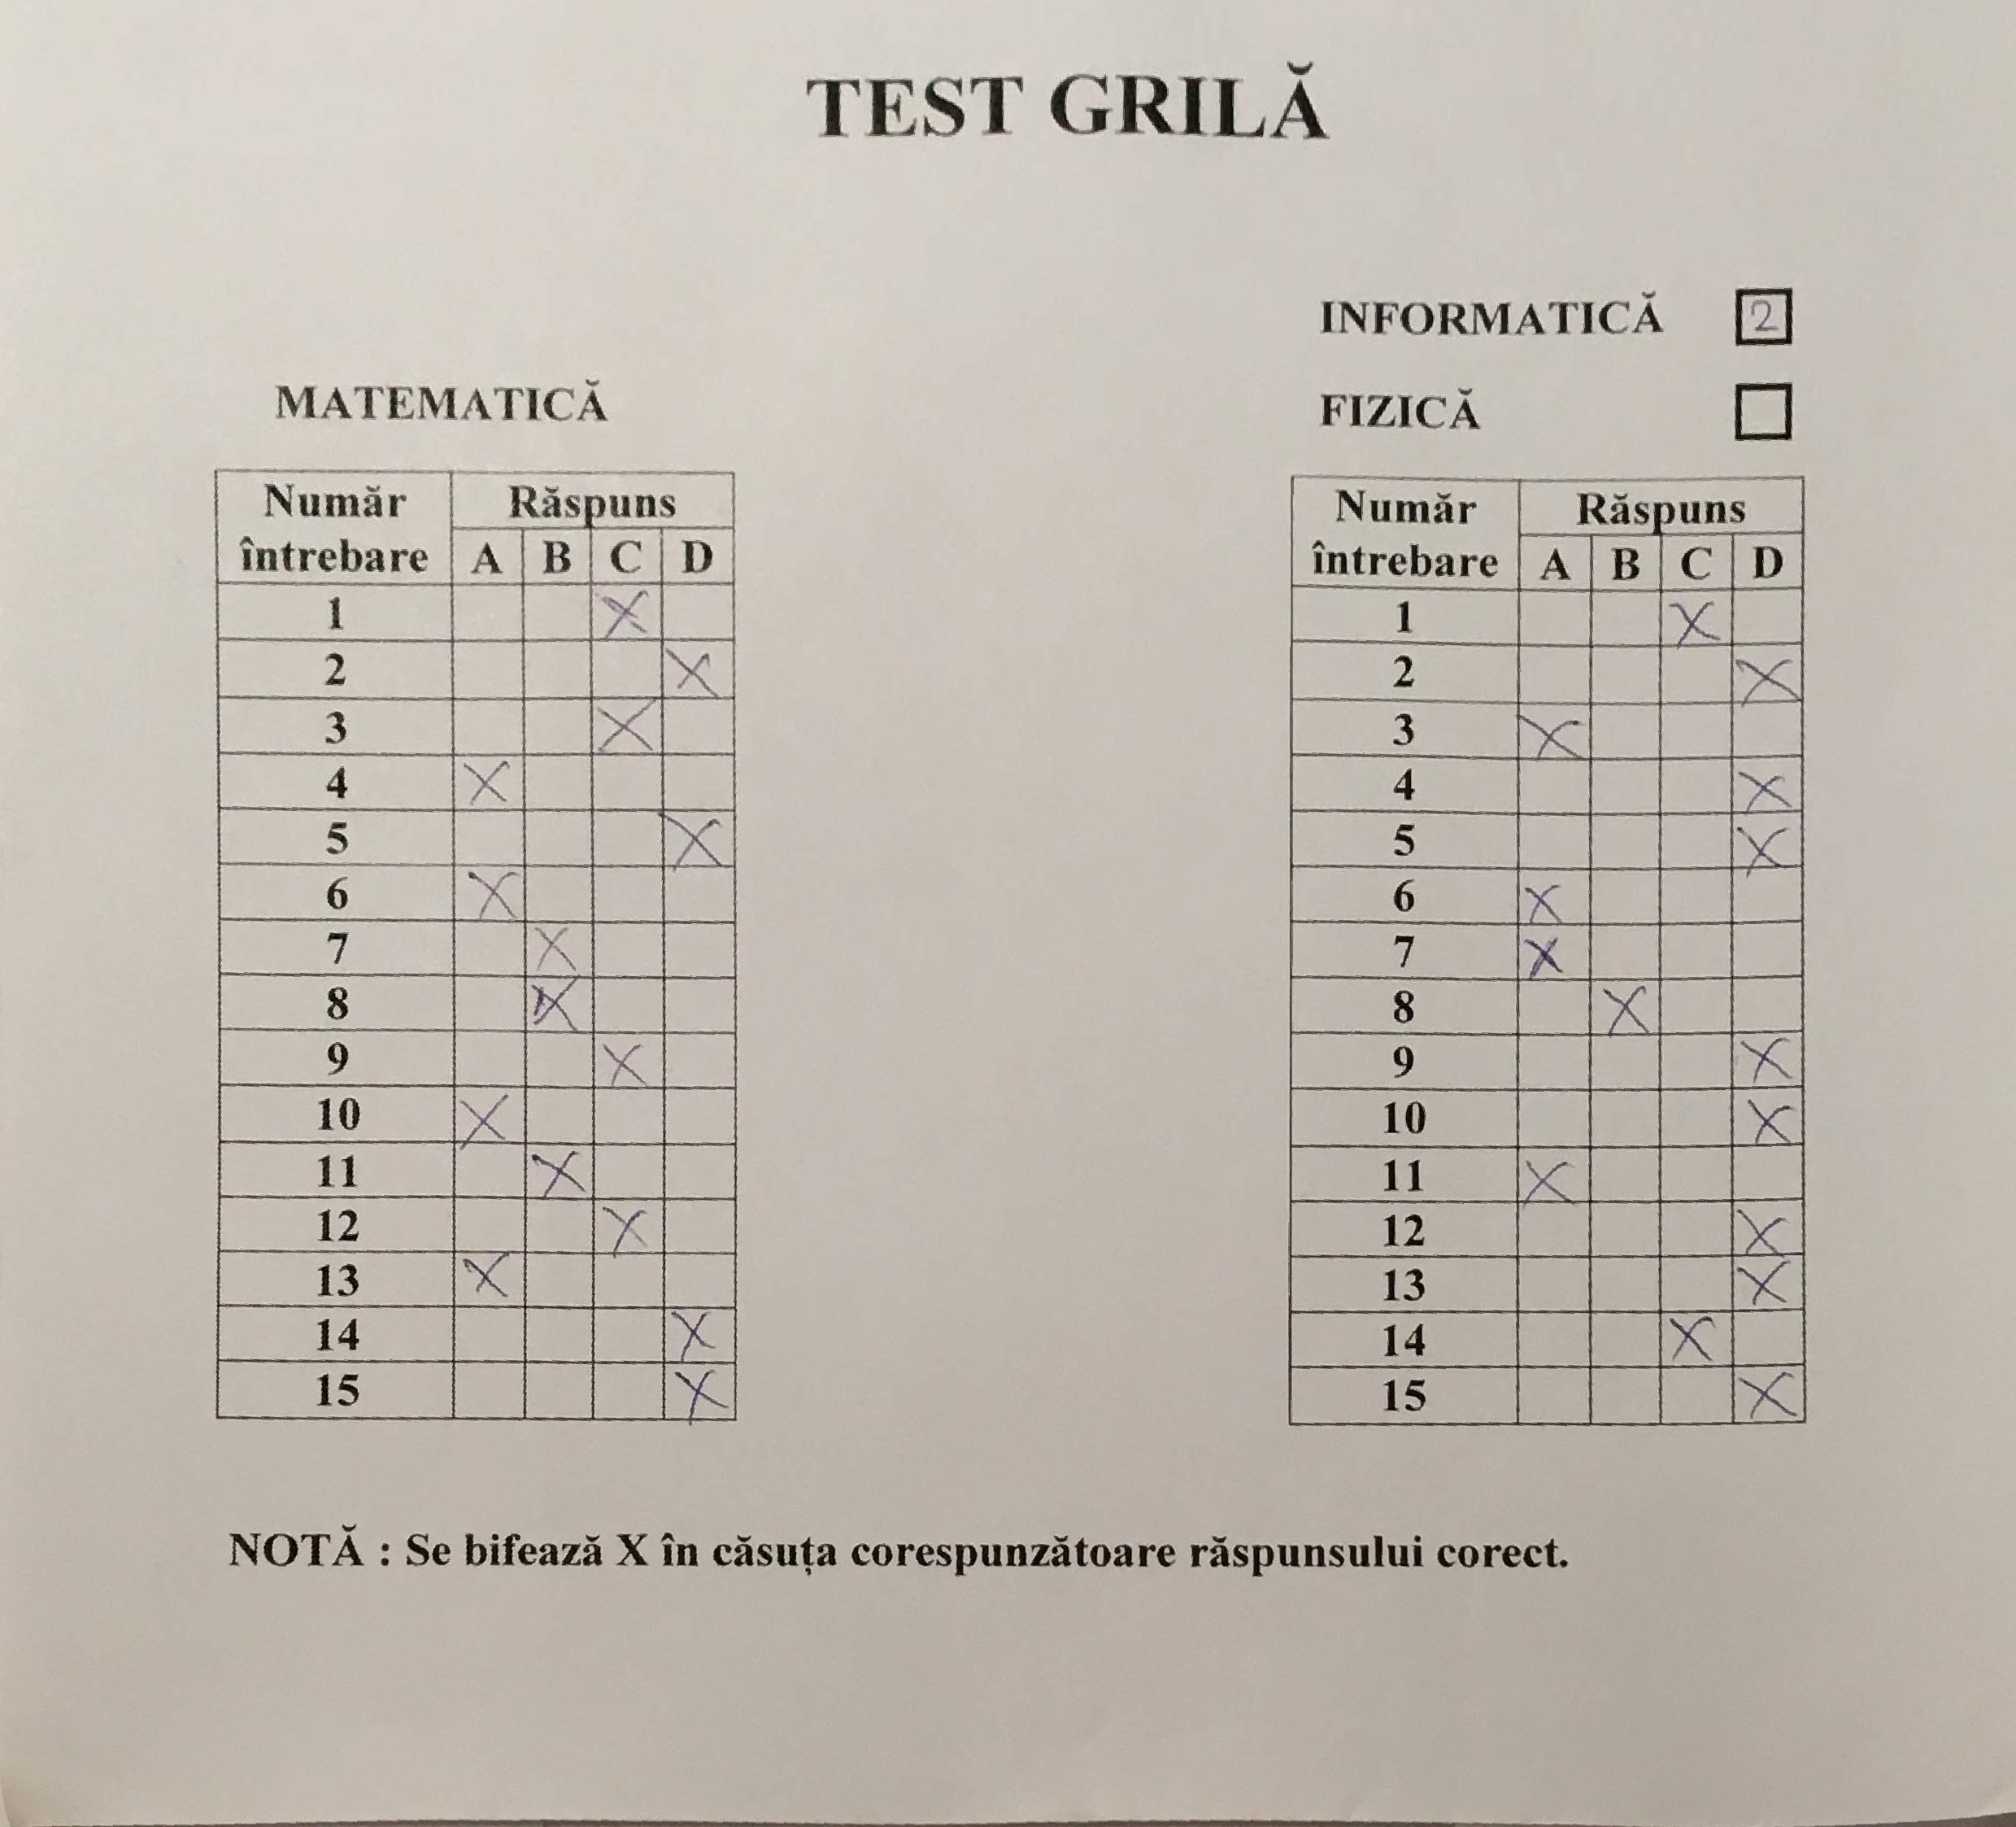 TEST GRILĂ
INFORMATICĂ 2
FIZICĂ
MATEMATICĂ
Număr întrebare Răspuns
A B C D
1 X
2 X
3 X
4 X
5 X
6 X
7 X
8 X
9 X
10 X
11 X
12 X
13 X
14 X
15 X
Număr întrebare Răspuns
A B C D
1 X
2 X
3 X
4 X
5 X
6 X
7 X
8 X
9 X
10 X
11 X
12 X
13 X
14 X
15 X
NOTĂ : Se bifează X în căsuța corespunzătoare răspunsului corect.